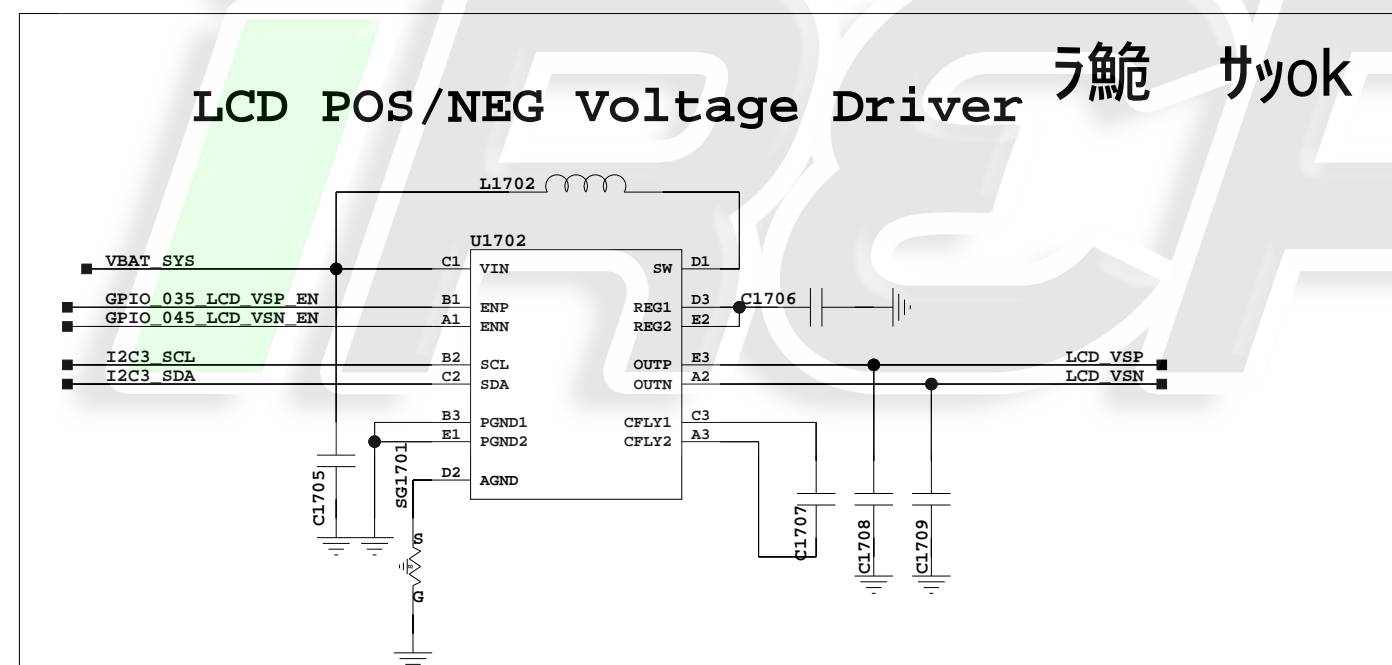 ラ鮠 サッok
LCD POS/NEG Voltage Driver
L1702
U1702
VBAT_SYS C1 VIN SW D1
GPIO_035_LCD_VSP_EN B1 ENP REG1 D3 C1706
GPIO_045_LCD_VSN_EN A1 ENN REG2 E2
I2C3_SCL B2 SCL OUTP E3 LCD_VSP
I2C3_SDA C2 SDA OUTN A2 LCD_VSN
B3 PGND1 CFLY1 C3
E1 PGND2 CFLY2 A3
SG1701
D2 AGND
C1705
C1707
C1708
C1709
S
s
G